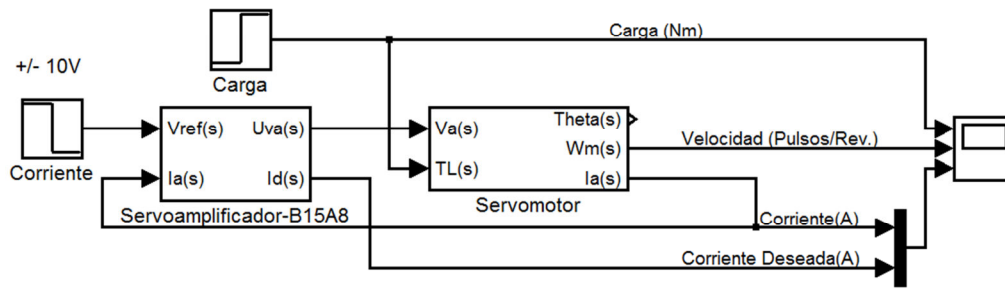 Carga (Nm)
+/- 10V
Carga
Vref(s)
Uva(s)
Ia(s)
Id(s)
Corriente
Servoamplificador-B15A8
Va(s)
TL(s)
Theta(s)
Wm(s)
Ia(s)
Servomotor
Velocidad (Pulsos/Rev.)
Corriente(A)
Corriente Deseada(A)